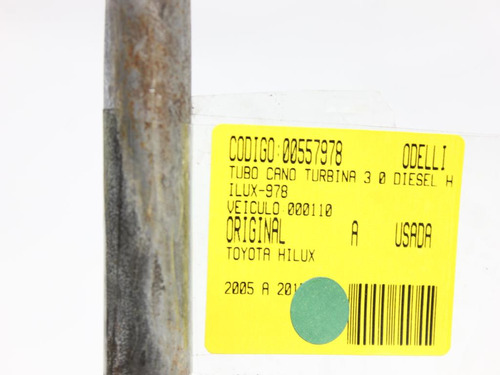 CODIGO:00557978 ODELLI
TUBO CANO TURBINA 3 0 DIESEL H
ILUX-978
VEICULO 000110
ORIGINAL A USADA
TOYOTA HILUX
2005 A